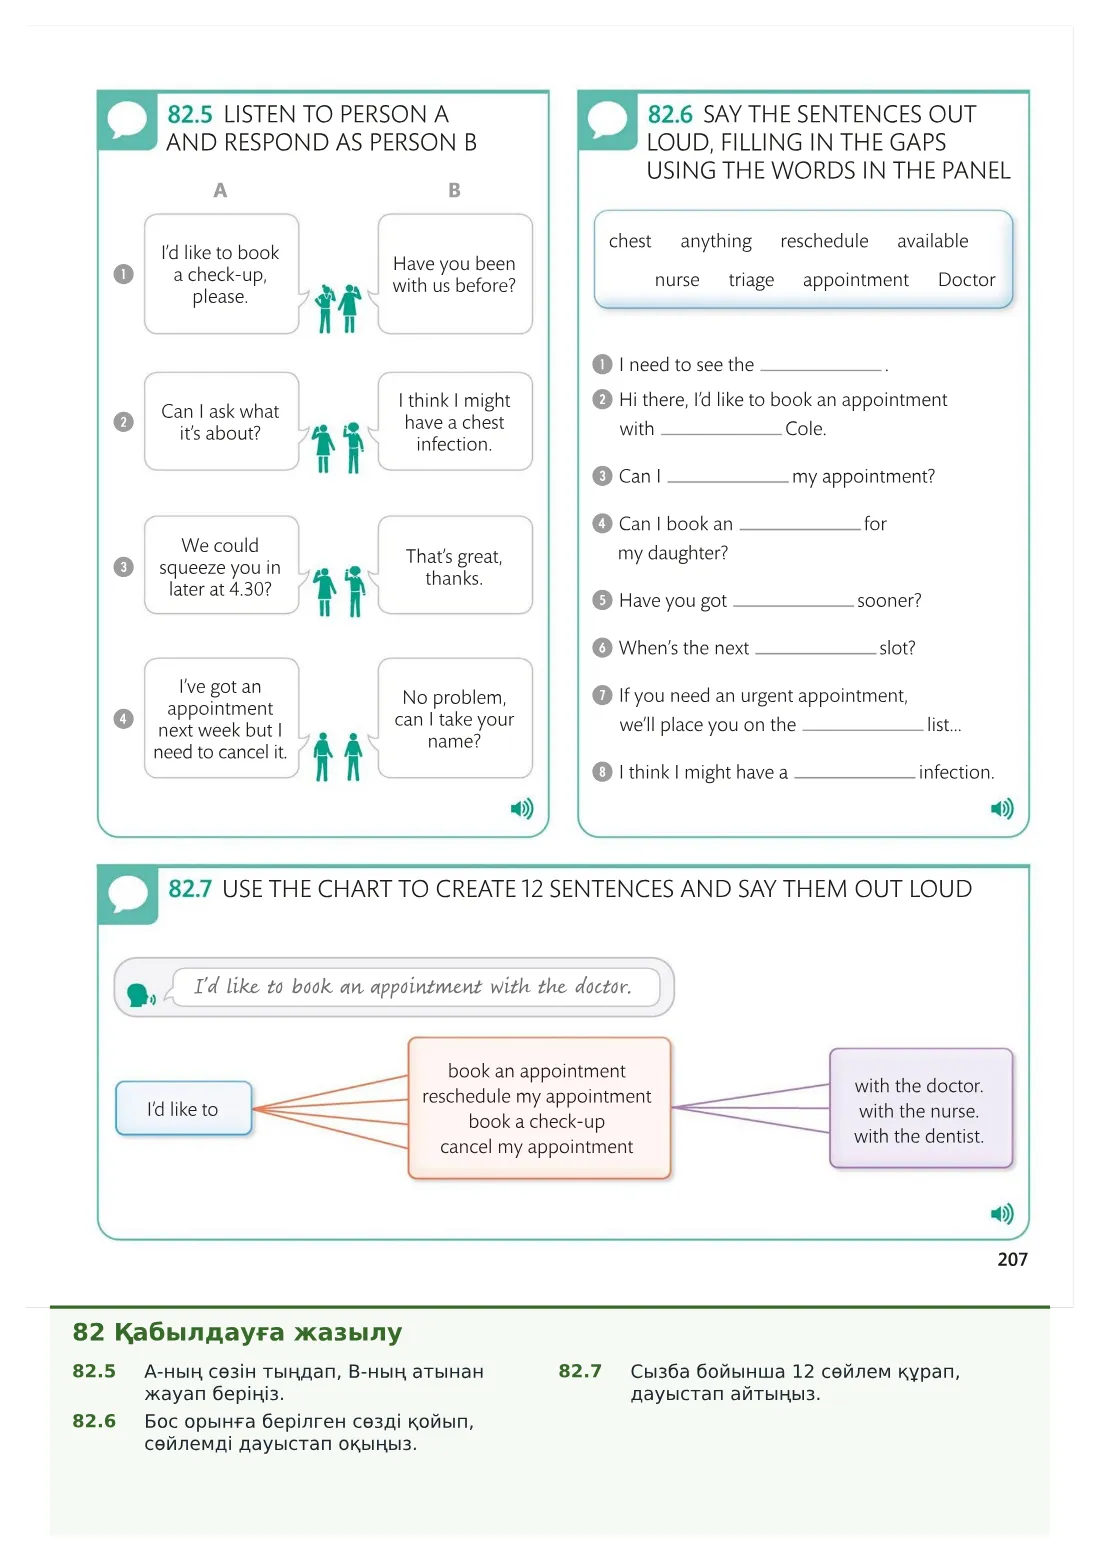 82.5 LISTEN TO PERSON A
AND RESPOND AS PERSON B
A
B
1
I'd like to book
a check-up,
please.
Have you been
with us before?
2
Can I ask what
it's about?
I think I might
have a chest
infection.
3
We could
squeeze you in
later at 4.30?
That's great,
thanks.
4
I've got an
appointment
next week but I
need to cancel it.
No problem,
can I take your
name?
82.6 SAY THE SENTENCES OUT
LOUD, FILLING IN THE GAPS
USING THE WORDS IN THE PANEL
chest anything reschedule available
nurse triage appointment Doctor
1 I need to see the ____________ .
2 Hi there, I'd like to book an appointment
with ____________ Cole.
3 Can I ____________ my appointment?
4 Can I book an ____________ for
my daughter?
5 Have you got ____________ sooner?
6 When's the next ____________ slot?
7 If you need an urgent appointment,
we'll place you on the ____________ list...
8 I think I might have a ____________ infection.
82.7 USE THE CHART TO CREATE 12 SENTENCES AND SAY THEM OUT LOUD
I'd like to book an appointment with the doctor.
I'd like to
book an appointment
reschedule my appointment
book a check-up
cancel my appointment
with the doctor.
with the nurse.
with the dentist.
207
82 Қабылдауға жазылу
82.5 А-ның сөзін тыңдап, В-ның атынан
жауап беріңіз.
82.6 Бос орынға берілген сөзді қойып,
сөйлемді дауыстап оқыңыз.
82.7 Сызба бойынша 12 сөйлем құрап,
дауыстап айтыңыз.